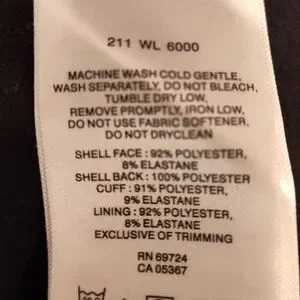 211 WL 6000
MACHINE WASH COLD GENTLE,
WASH SEPARATELY, DO NOT BLEACH,
TUMBLE DRY LOW,
REMOVE PROMPTLY, IRON LOW,
DO NOT USE FABRIC SOFTENER,
DO NOT DRYCLEAN
SHELL FACE : 92% POLYESTER,
8% ELASTANE
SHELL BACK : 100% POLYESTER
CUFF : 91% POLYESTER,
9% ELASTANE
LINING : 92% POLYESTER,
8% ELASTANE
EXCLUSIVE OF TRIMMING
RN 69724
CA 05367